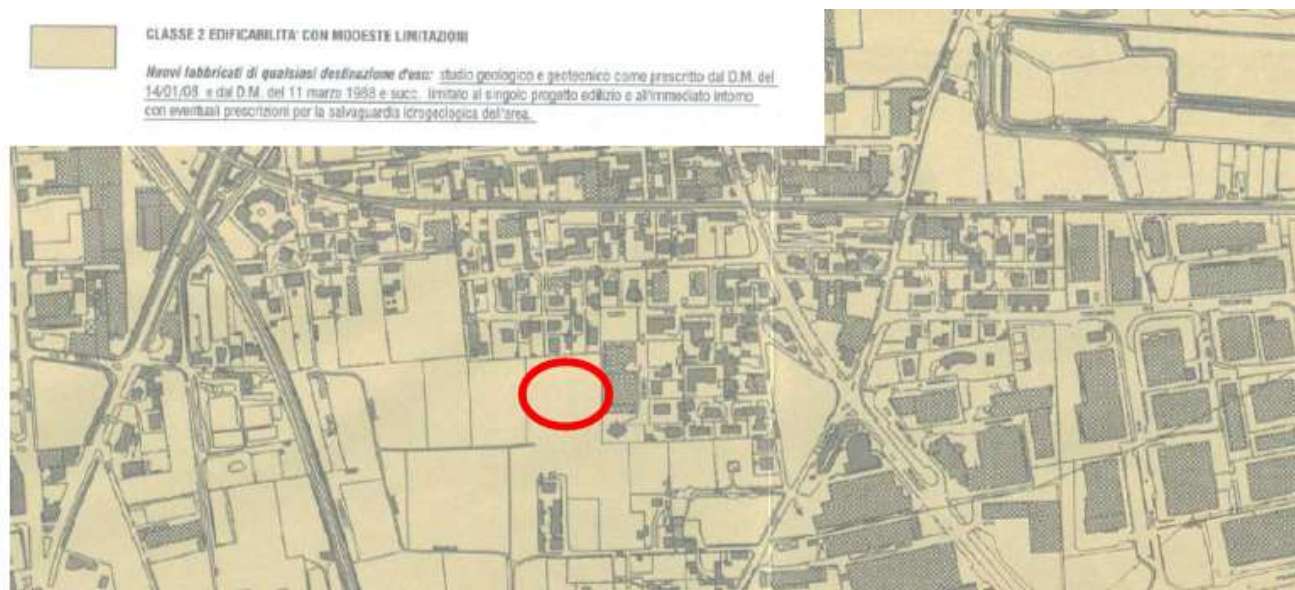 CLASSE 2 EDIFICABILITA' CON MODESTE LIMITAZIONI
Nuovi fabbricati di qualsiasi destinazione d'uso: studio geologico e geotecnico come prescritto dal D.M. del
14/01/08 e dal D.M. del 11 marzo 1988 e succ. limitato al singolo progetto edilizio e all'immediato intorno
con eventuali prescrizioni per la salvaguardia idrogeologica dell'area.